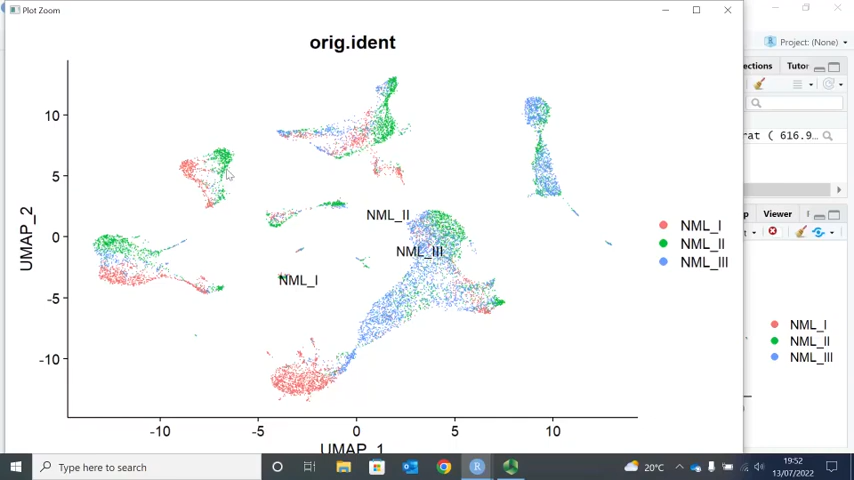 Plot Zoom
orig.ident
Project: (None)
ections Tutor
rat ( 616.9...
Viewer
10
5
0
-5
-10
UMAP_2
NML_II
NML_III
NML_I
NML_I
NML_II
NML_III
NML_I
NML_II
NML_III
-10 -5 0 5 10
UMAP_1
Type here to search
20°C
19:52
13/07/2022